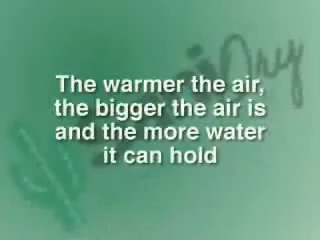 The warmer the air,
the bigger the air is
and the more water
it can hold